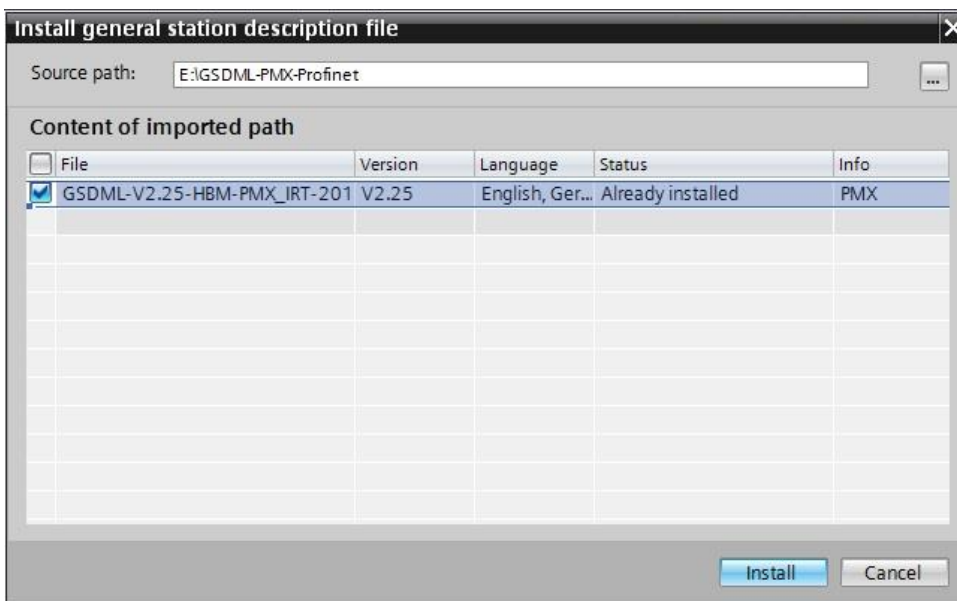 Install general station description file
Source path: E:\GSDML-PMX-Profinet ...
Content of imported path
File Version Language Status Info
GSDML-V2.25-HBM-PMX_IRT-201 V2.25 English, Ger... Already installed PMX
Install Cancel